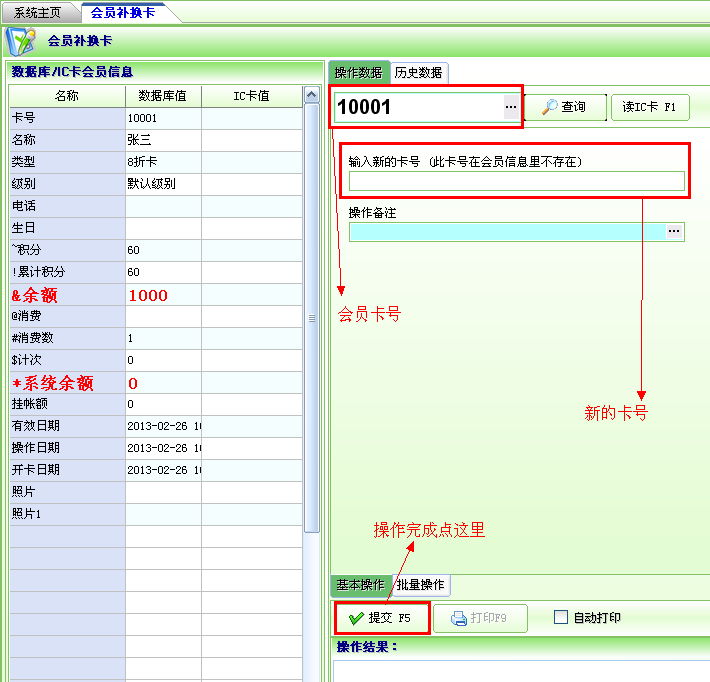 系统主页 会员补换卡
会员补换卡
数据库/IC卡会员信息
名称 数据库值 IC卡值
卡号 10001
名称 张三
类型 8折卡
级别 默认级别
电话
生日
^积分 60
!累计积分 60
&余额 1000
@消费
#消费数 1
$计次 0
*系统余额 0
挂帐额 0
有效日期 2013-02-26
操作日期 2013-02-26
开卡日期 2013-02-26
照片
照片1
操作数据 历史数据
10001 ... 查询 读IC卡 F1
输入新的卡号 (此卡号在会员信息里不存在)
操作备注
...
会员卡号
新的卡号
操作完成点这里
基本操作 批量操作
提交 F5 打印F9 自动打印
操作结果: